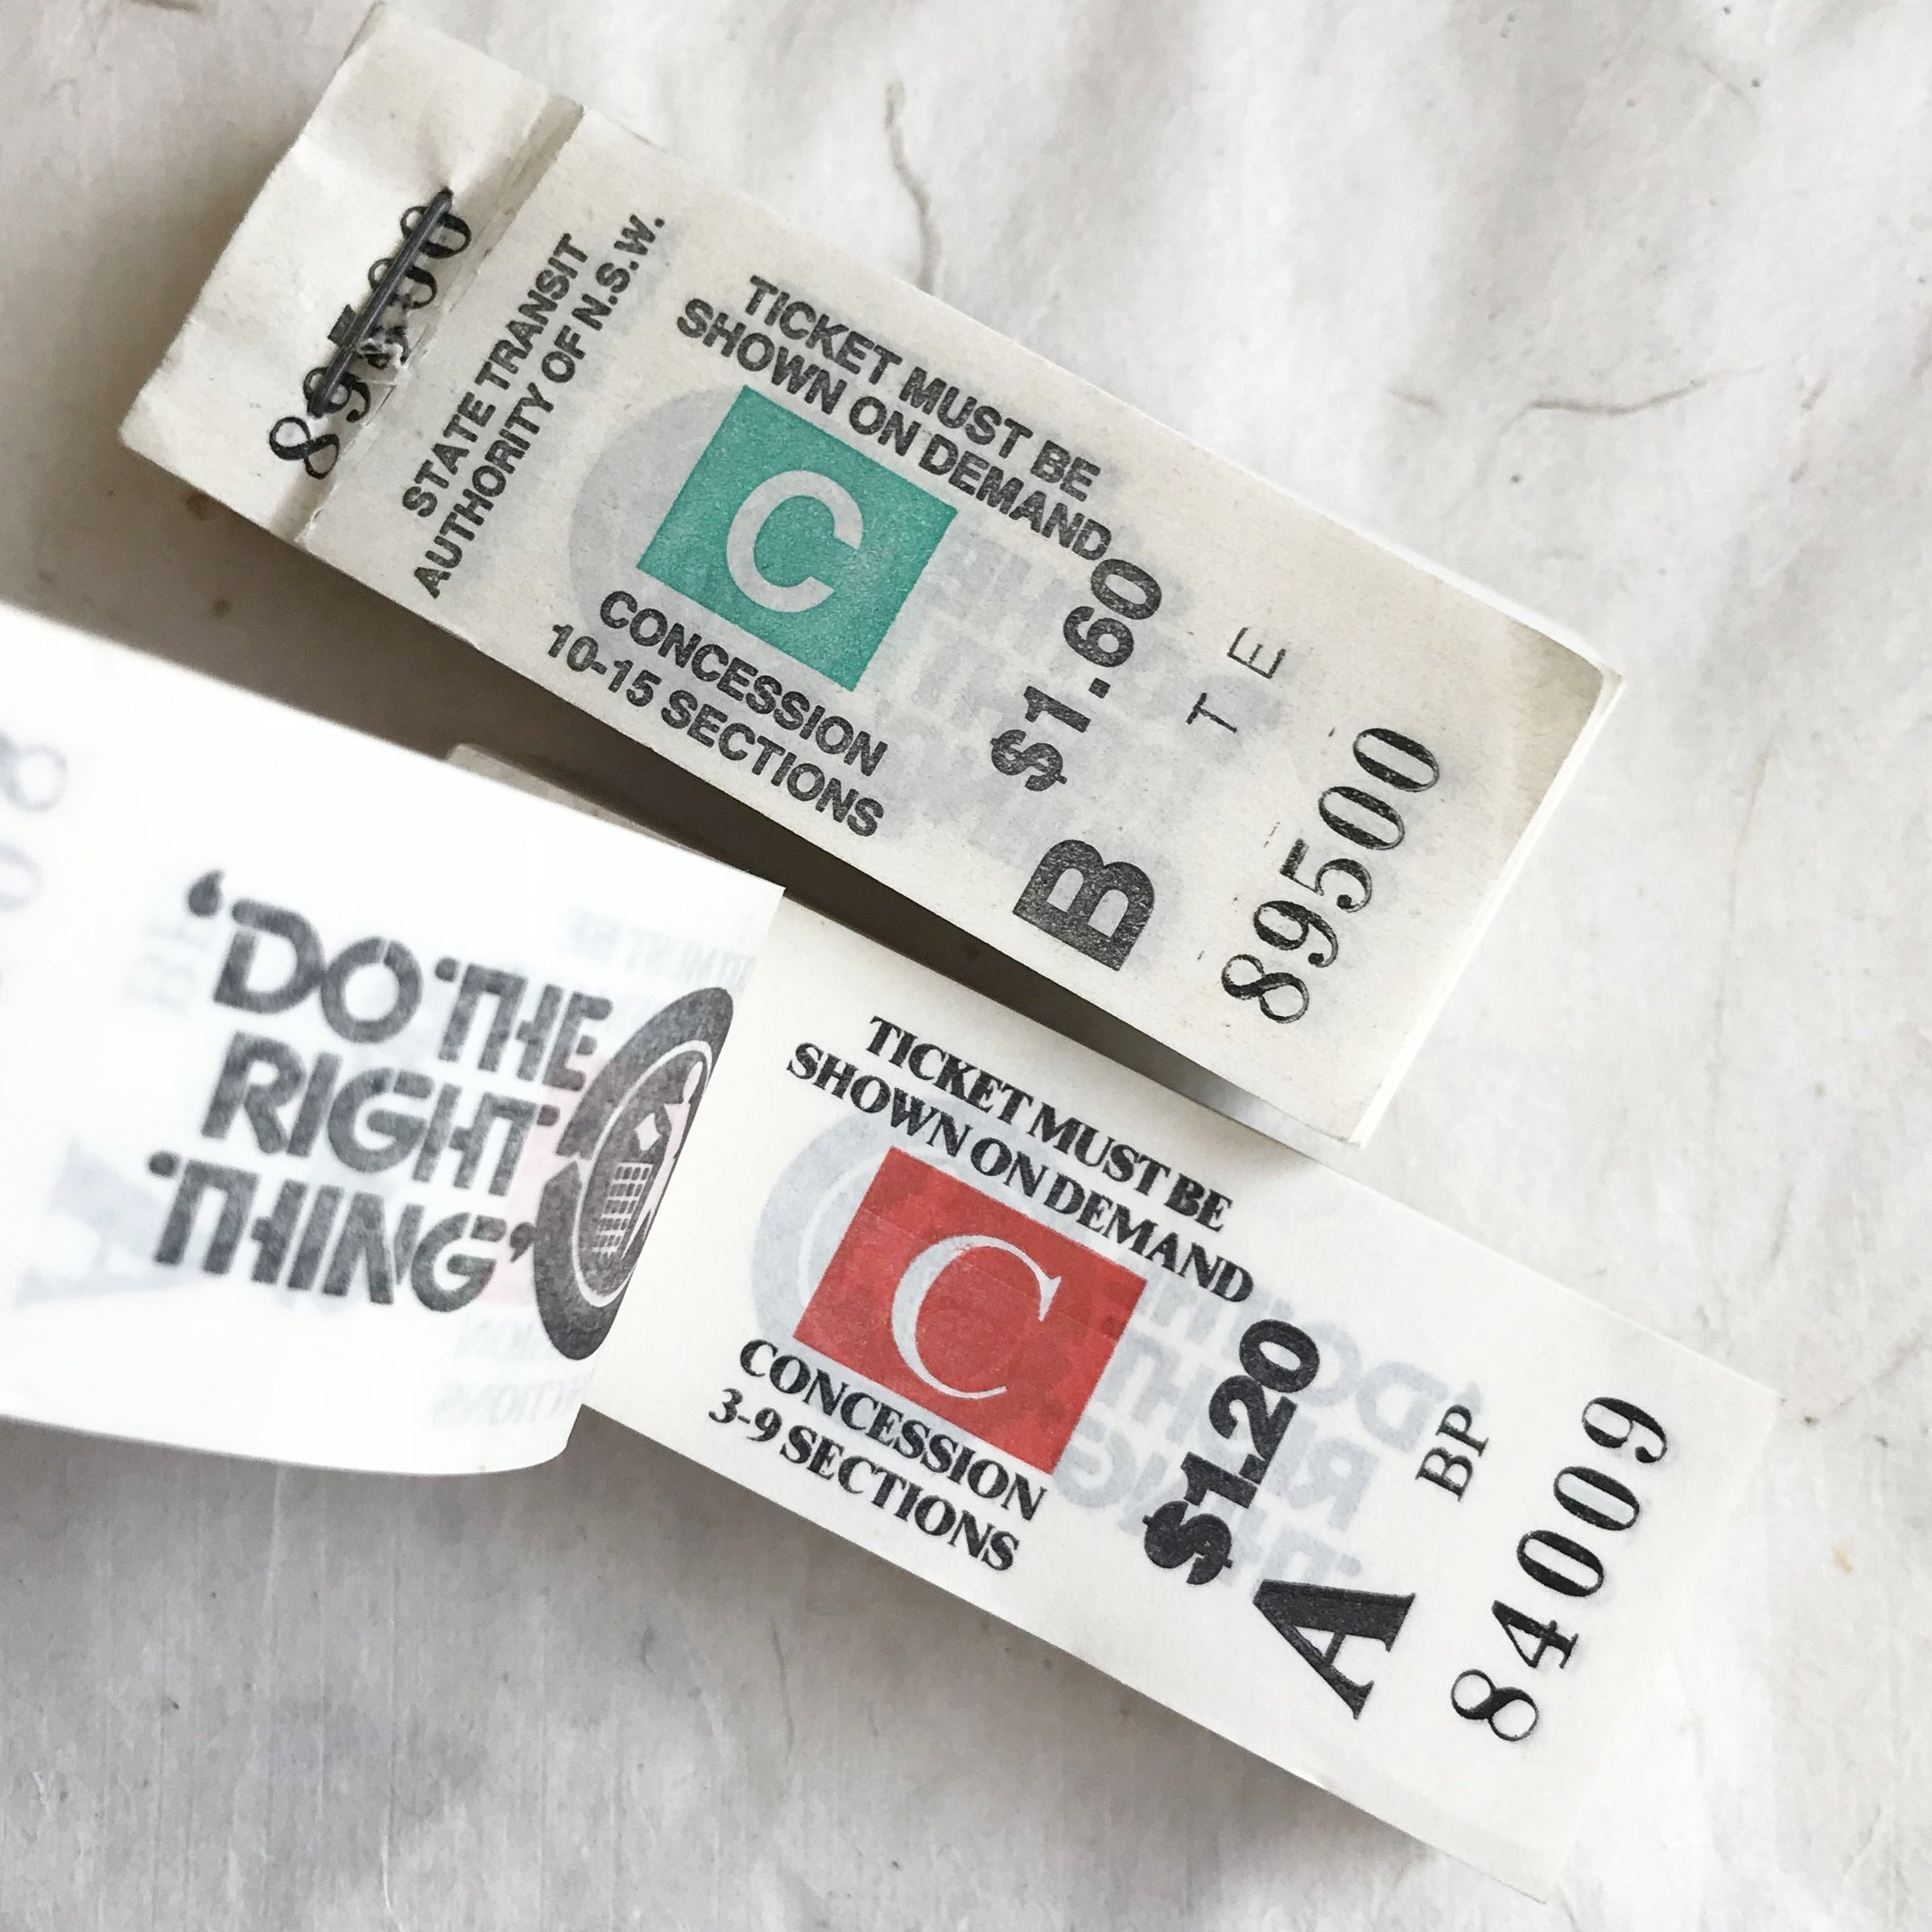 STATE TRANSIT
AUTHORITY OF N.S.W.
TICKET MUST BE
SHOWN ON DEMAND
C
CONCESSION
10-15 SECTIONS
$1.60
B
T E
89500
'DO THE
RIGHT
THING'
TICKET MUST BE
SHOWN ON DEMAND
C
CONCESSION
3-9 SECTIONS
$1.20
A
BP
84009